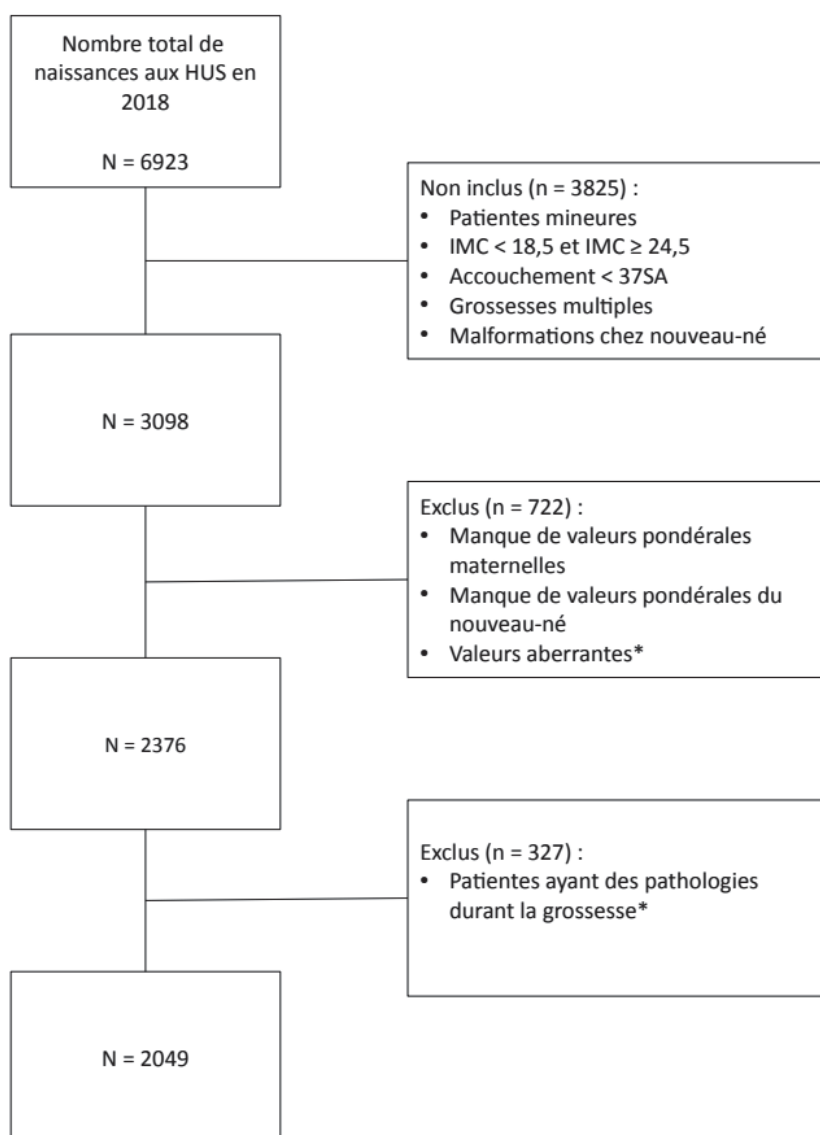 Nombre total de
naissances aux HUS en
2018
N = 6923
Non inclus (n = 3825) :
• Patientes mineures
• IMC < 18,5 et IMC ≥ 24,5
• Accouchement < 37SA
• Grossesses multiples
• Malformations chez nouveau-né
N = 3098
Exclus (n = 722) :
• Manque de valeurs pondérales
maternelles
• Manque de valeurs pondérales du
nouveau-né
• Valeurs aberrantes*
N = 2376
Exclus (n = 327) :
• Patientes ayant des pathologies
durant la grossesse*
N = 2049